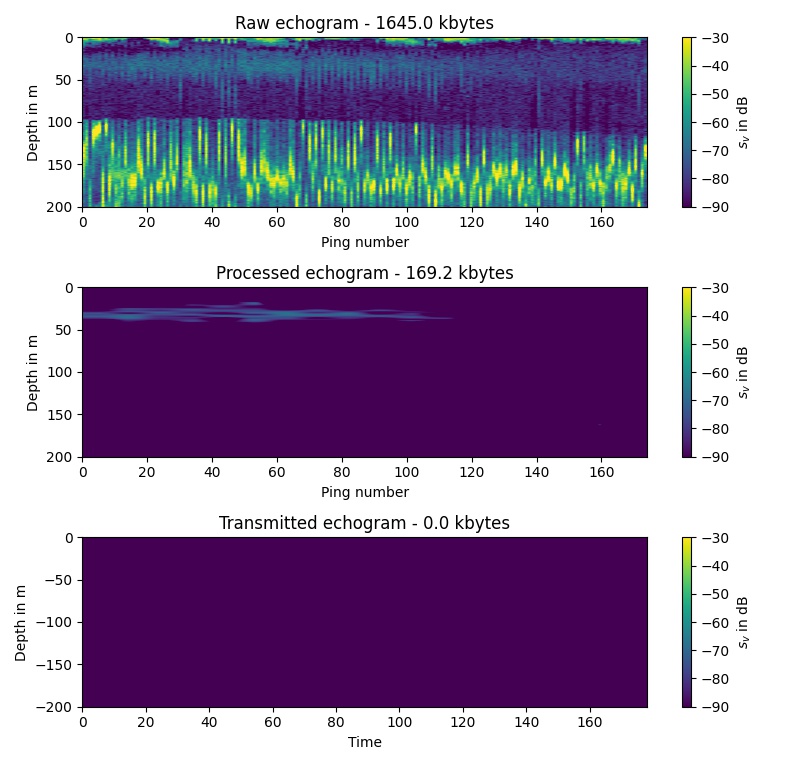 Raw echogram - 1645.0 kbytes
0
50
100
150
200
Depth in m
0 20 40 60 80 100 120 140 160
Ping number
−30
−40
−50
−60
−70
−80
−90
sv in dB
Processed echogram - 169.2 kbytes
0
50
100
150
200
Depth in m
0 20 40 60 80 100 120 140 160
Ping number
−30
−40
−50
−60
−70
−80
−90
sv in dB
Transmitted echogram - 0.0 kbytes
0
−50
−100
−150
−200
Depth in m
0 20 40 60 80 100 120 140 160
Time
−30
−40
−50
−60
−70
−80
−90
sv in dB